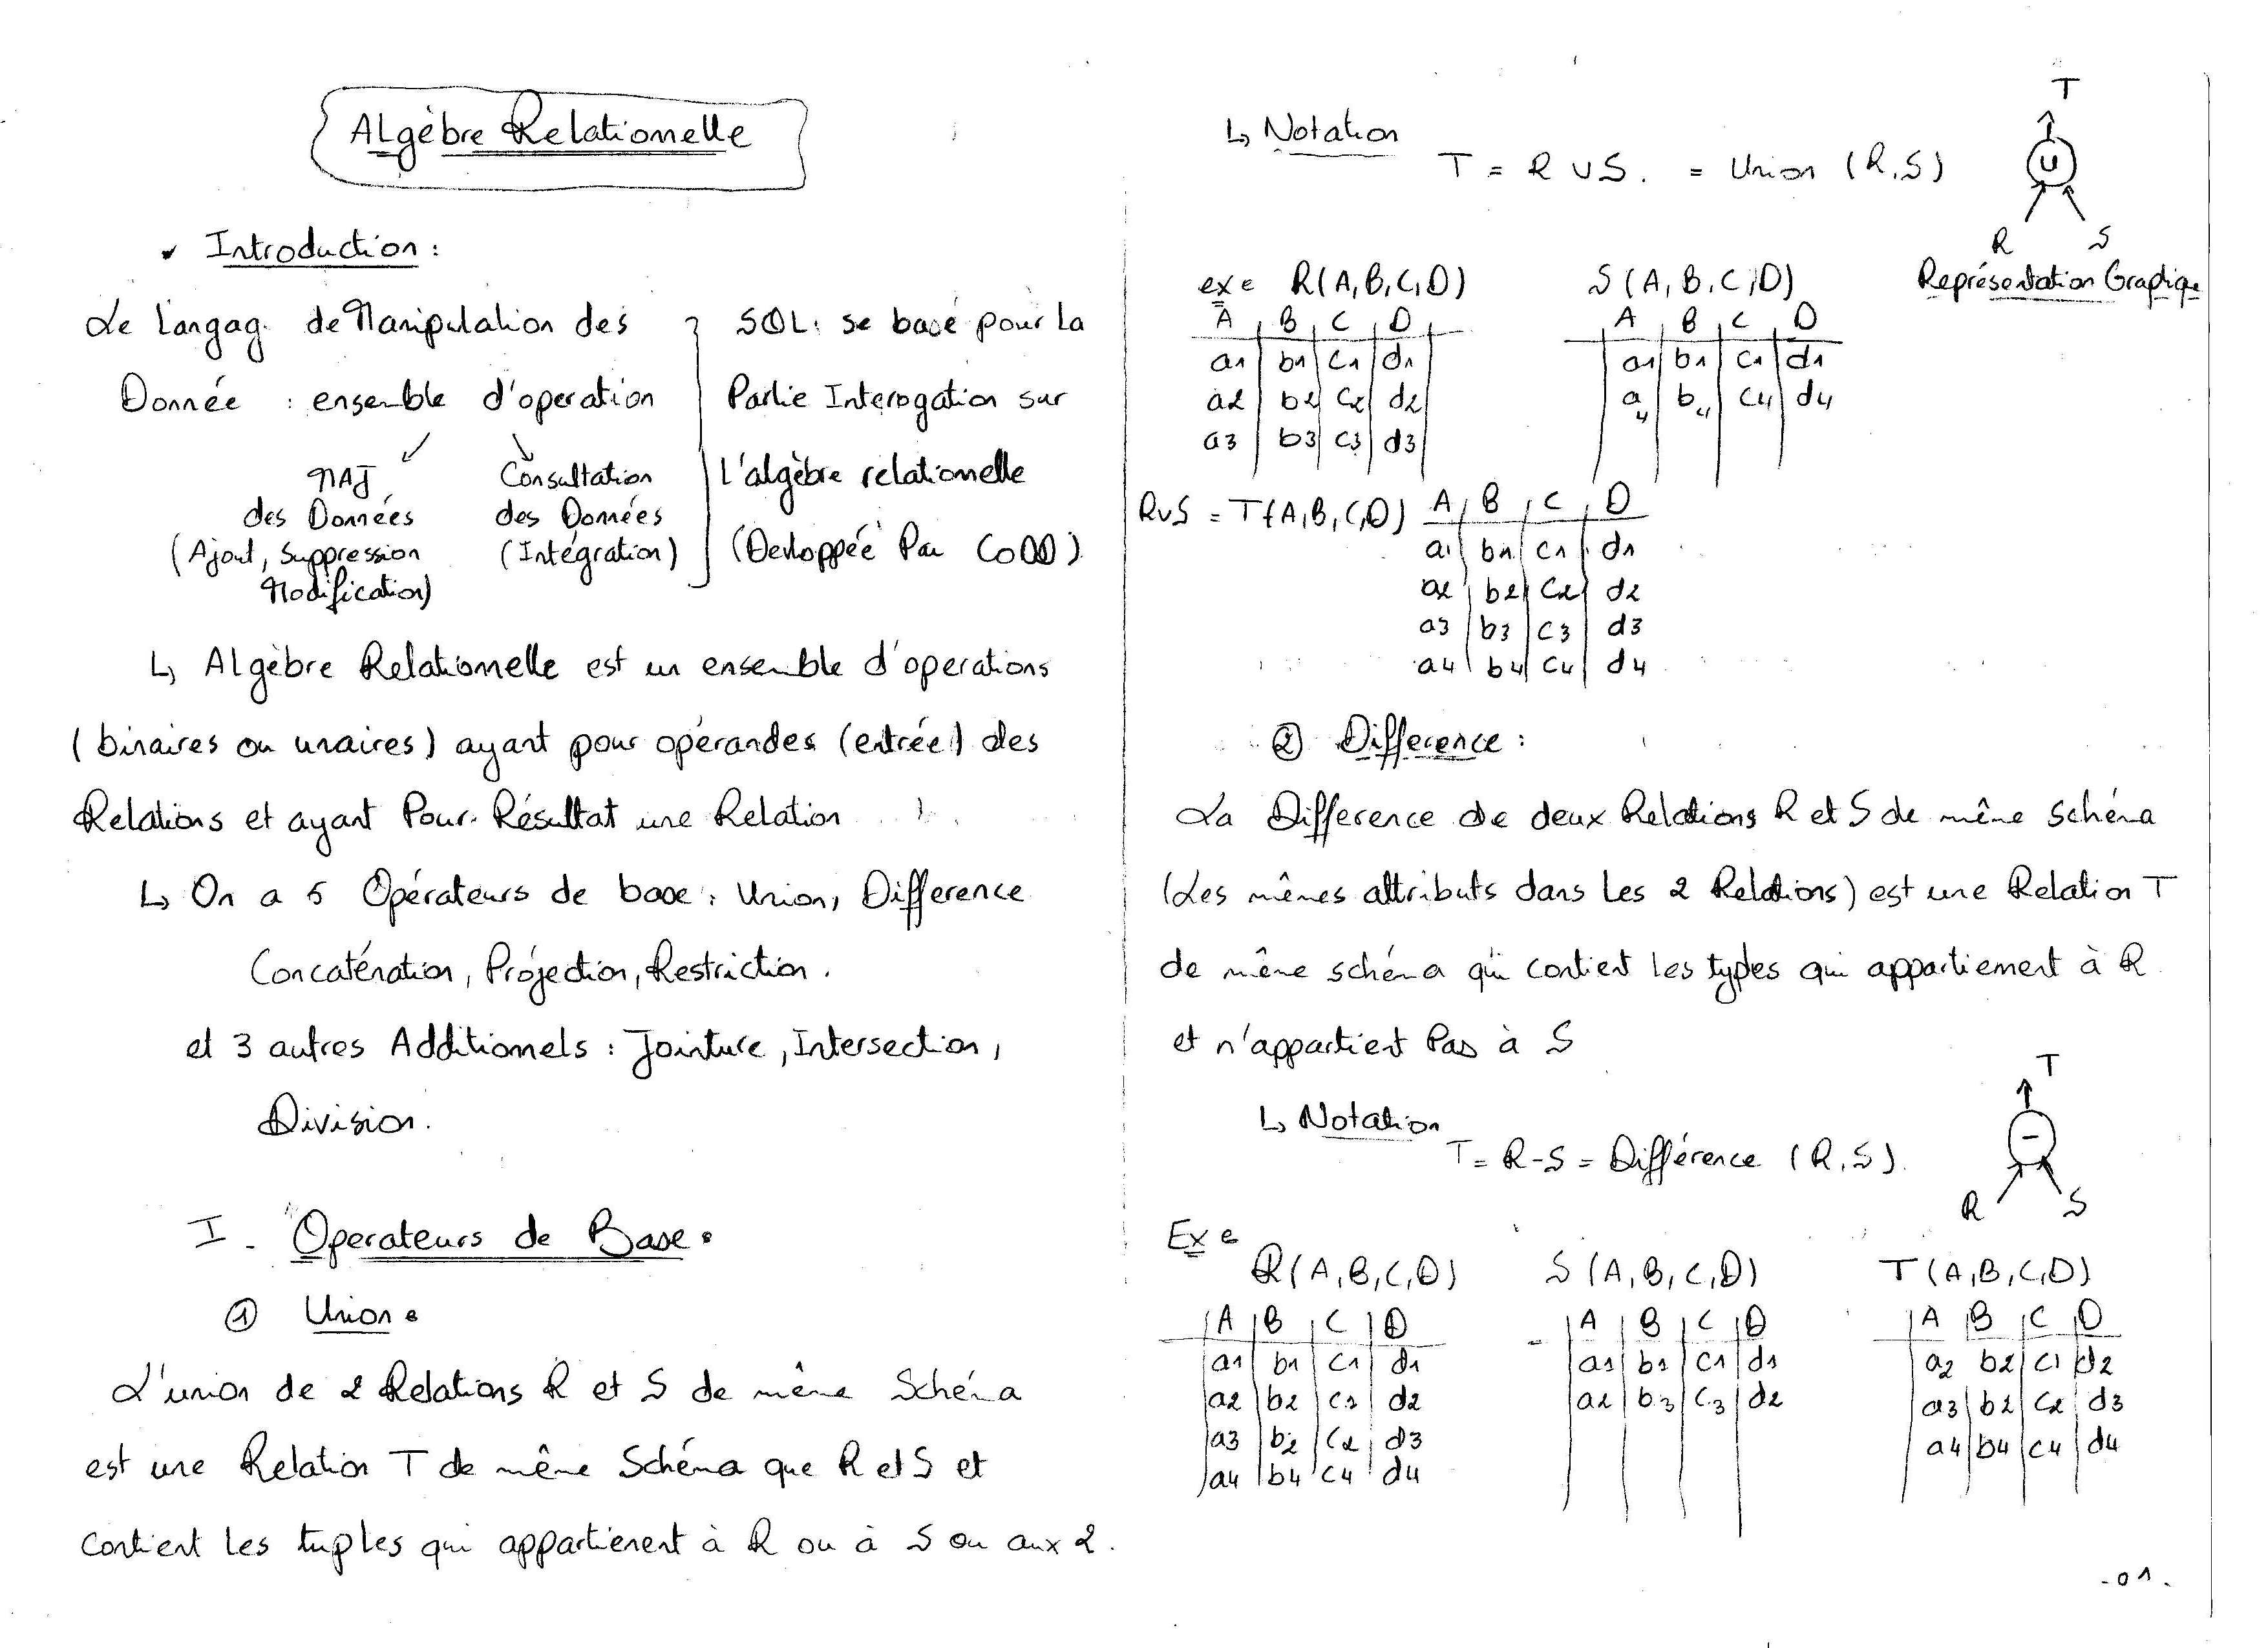 ALgèbre Relationelle
Introduction :
Le Langag. de Manipulation des
Donnée : ensemble d'operation
MAJ
des Données
(Ajout, Suppression
Modification)
Consultation
des Données
(Intégration)
SQL: se base pour La
Partie Interogation sur
L'algèbre relationelle
(Devloppée Par CODD)
↳ ALgèbre Relationnelle est un ensemble d'operations
(binaires ou unaires) ayant pour opérandes (entrée) des
Relations et ayant Pour Résultat une Relation
↳ On a 5 Opérateurs de base : Union, Difference
Concaténation, Projection, Restriction.
et 3 autres Additionnels : Jointure, Intersection,
Division.
I - Operateurs de Base.
① Union.
L'union de 2 Relations R et S de même Schéma
est une Relation T de même Schéma que R et S et
contient Les tuples qui appartienent à R ou à S ou aux 2.
↳ Notation
T = R ∪ S. = Union (R,S)
T
∪
R S
Représentation Graphique
exe R(A,B,C,D)
A B C D
a1 b1 c1 d1
a2 b2 c2 d2
a3 b3 c3 d3
S(A,B,C,D)
A B C D
a1 b1 c1 d1
a4 b4 c4 d4
R∪S = T(A,B,C,D)
A B C D
a1 b1 c1 d1
a2 b2 c2 d2
a3 b3 c3 d3
a4 b4 c4 d4
② Difference :
La Difference de deux Relations R et S de même schéma
(Les mêmes attributs dans Les 2 Relations) est une Relation T
de même schéma qui contient Les types qui appartiennent à R
et n'appartient Pas à S
↳ Notation
T = R-S = Différence (R,S).
T
-
R S
Exe
R(A,B,C,D)
A B C D
a1 b1 c1 d1
a2 b2 c1 d2
a3 b2 c2 d3
a4 b4 c4 d4
S(A,B,C,D)
A B C D
a1 b1 c1 d1
a2 b3 c3 d2
T(A,B,C,D)
A B C D
a2 b2 c1 d2
a3 b2 c2 d3
a4 b4 c4 d4
-01.